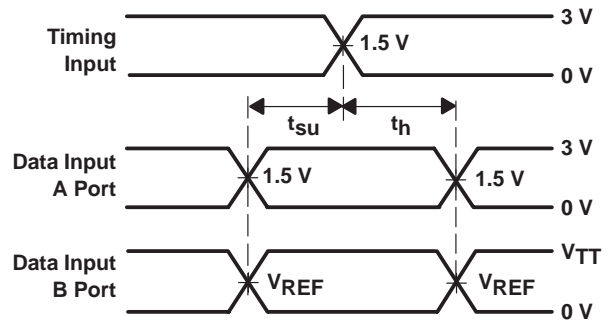 3 V
Timing
Input
1.5 V
0 V
tsu
th
3 V
Data Input
A Port
1.5 V
1.5 V
0 V
VTT
Data Input
B Port
VREF
VREF
0 V